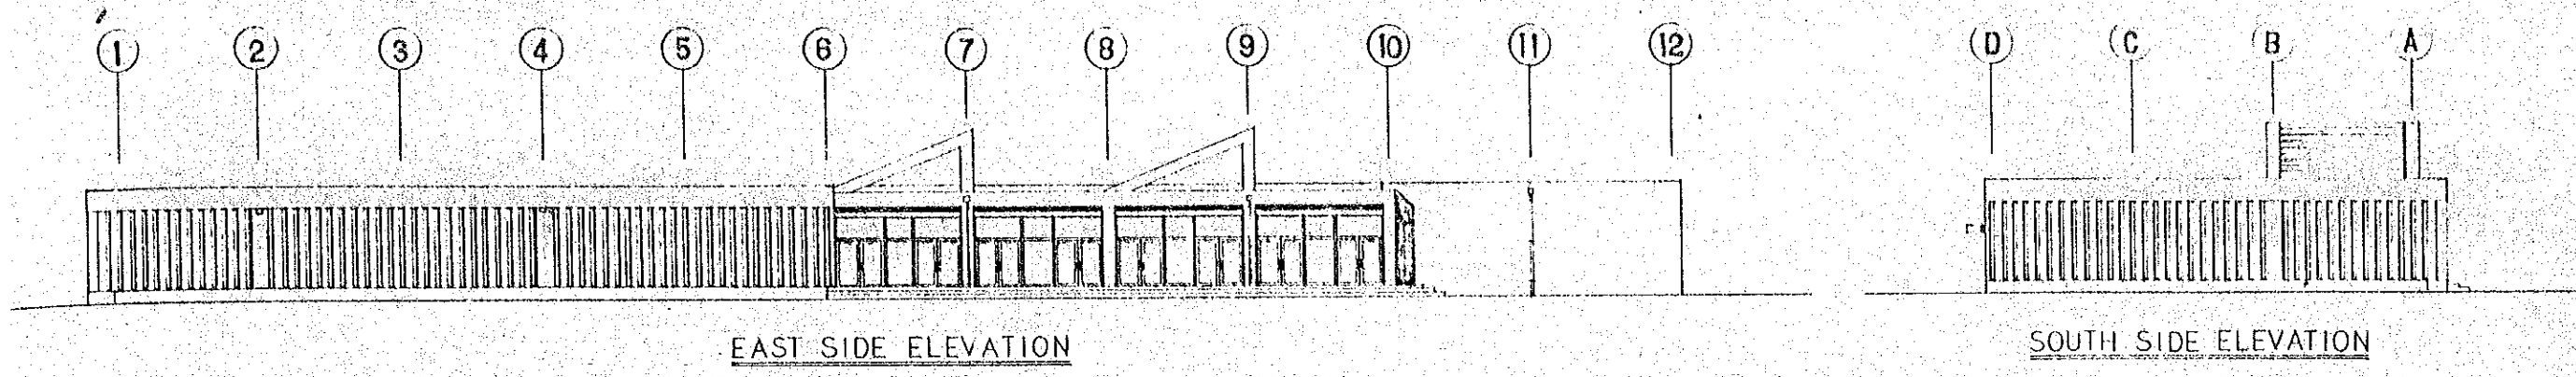 1 2 3 4 5 6 7 8 9 10 11 12 D C B A
EAST SIDE ELEVATION
SOUTH SIDE ELEVATION